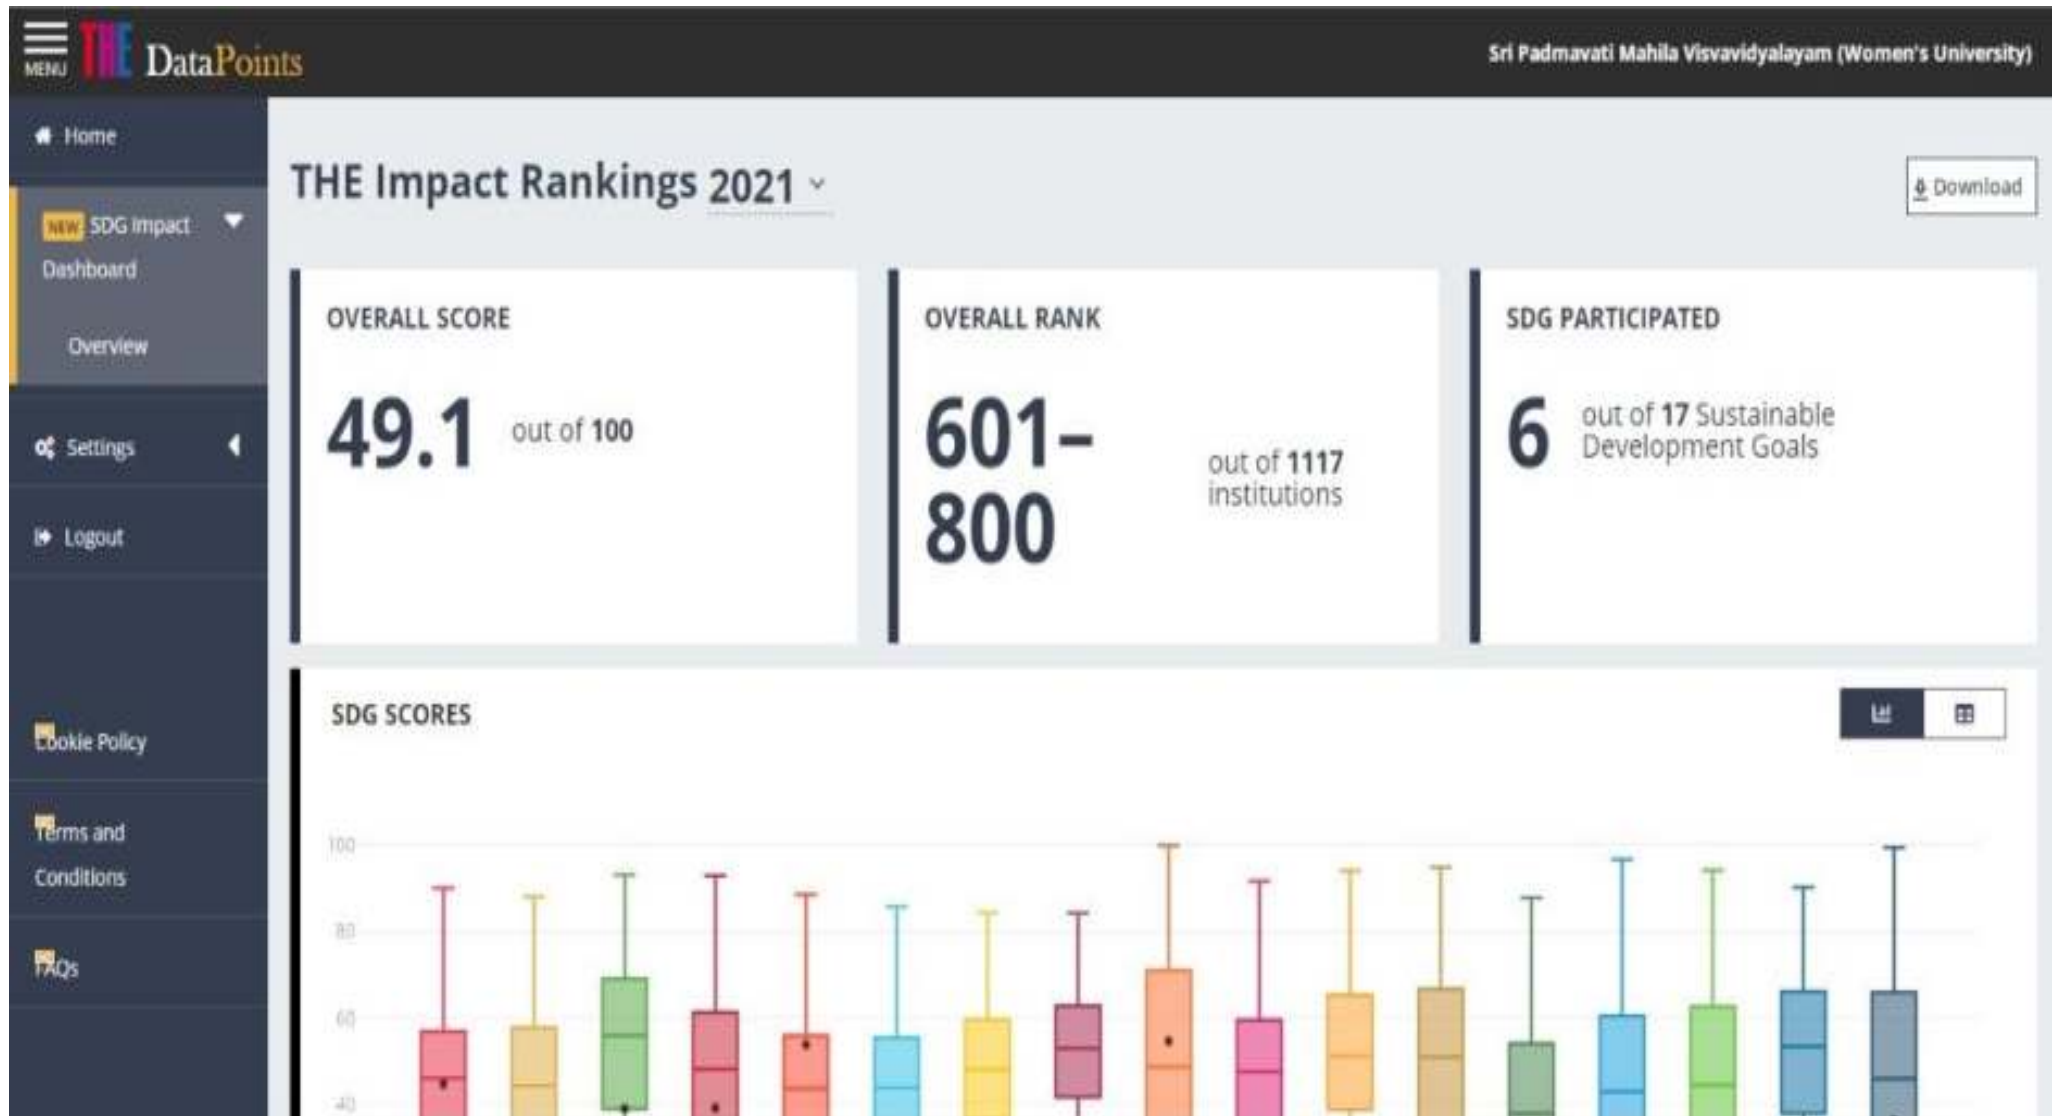 MENU
THE DataPoints
Sri Padmavati Mahila Visvavidyalayam (Women's University)
Home
NEW SDG Impact
Dashboard
Overview
Settings
Logout
Cookie Policy
Terms and
Conditions
FAQs
THE Impact Rankings 2021
Download
OVERALL SCORE
49.1 out of 100
OVERALL RANK
601–
800
out of 1117
institutions
SDG PARTICIPATED
6 out of 17 Sustainable
Development Goals
SDG SCORES
100
80
60
40